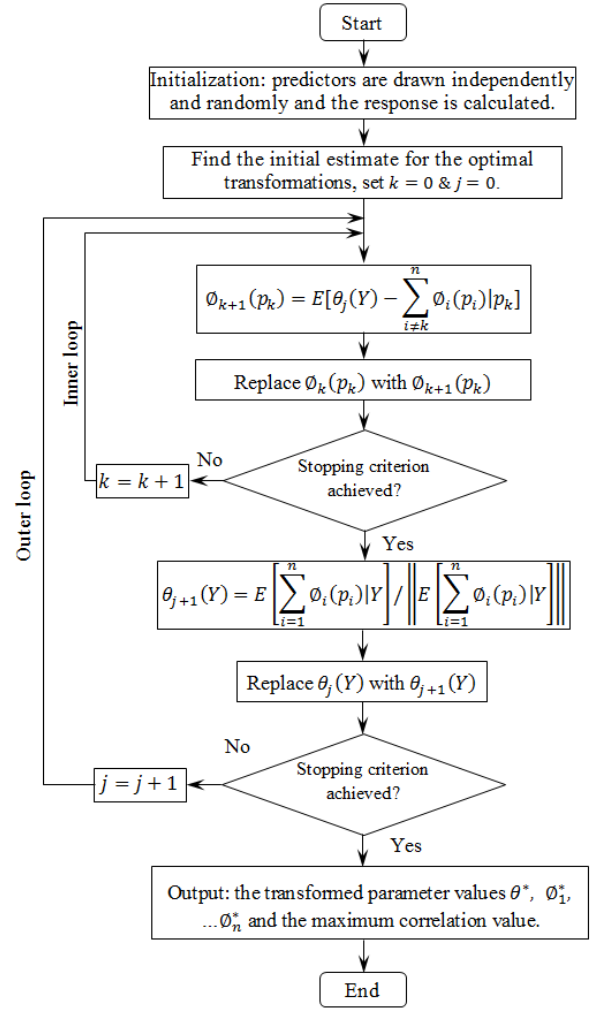 Start
Initialization: predictors are drawn independently
and randomly and the response is calculated.
Find the initial estimate for the optimal
transformations, set k = 0 & j = 0.
Inner loop
Outer loop
∅ₖ₊₁(pₖ) = E[θⱼ(Y) − ∑ⁿᵢ≠ₖ ∅ᵢ(pᵢ)|pₖ]
Replace ∅ₖ(pₖ) with ∅ₖ₊₁(pₖ)
Stopping criterion
achieved?
No
k = k + 1
Yes
θⱼ₊₁(Y) = E[∑ⁿᵢ₌₁ ∅ᵢ(pᵢ)|Y] / ‖E[∑ⁿᵢ₌₁ ∅ᵢ(pᵢ)|Y]‖
Replace θⱼ(Y) with θⱼ₊₁(Y)
No
Stopping criterion
achieved?
j = j + 1
Yes
Output: the transformed parameter values θ*, ∅₁*,
...∅ₙ* and the maximum correlation value.
End